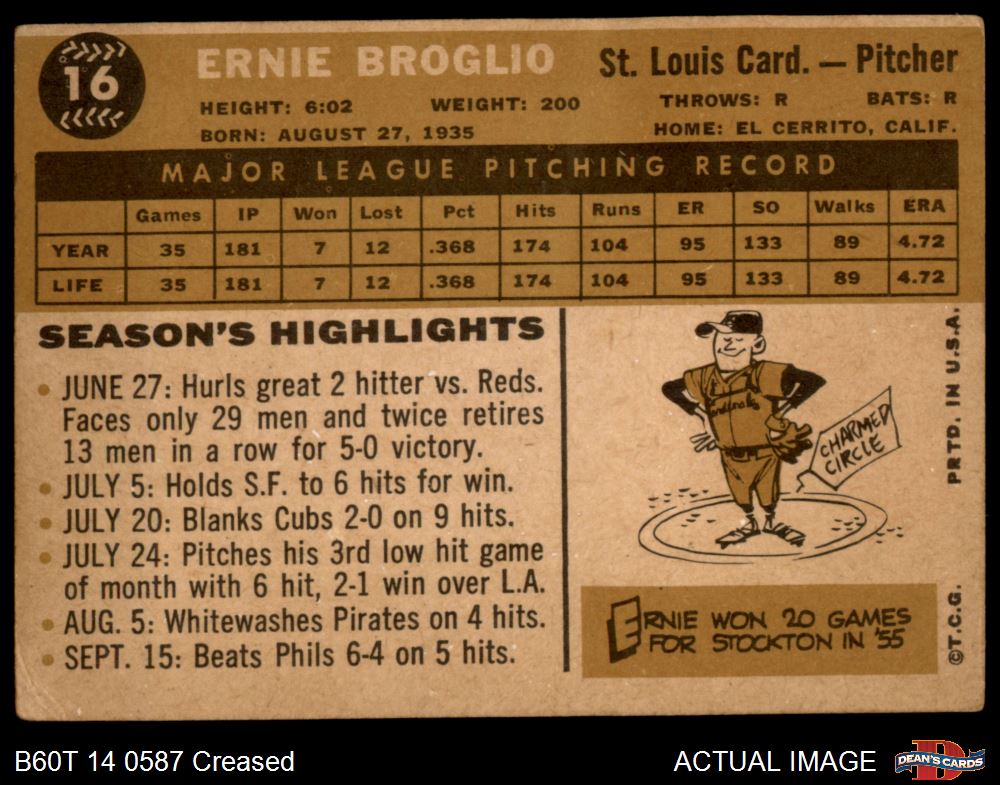 16
ERNIE BROGLIO
St. Louis Card. — Pitcher
HEIGHT: 6:02 WEIGHT: 200 THROWS: R BATS: R
BORN: AUGUST 27, 1935 HOME: EL CERRITO, CALIF.
MAJOR LEAGUE PITCHING RECORD
Games IP Won Lost Pct Hits Runs ER SO Walks ERA
YEAR 35 181 7 12 .368 174 104 95 133 89 4.72
LIFE 35 181 7 12 .368 174 104 95 133 89 4.72
SEASON'S HIGHLIGHTS
• JUNE 27: Hurls great 2 hitter vs. Reds.
Faces only 29 men and twice retires
13 men in a row for 5-0 victory.
• JULY 5: Holds S.F. to 6 hits for win.
• JULY 20: Blanks Cubs 2-0 on 9 hits.
• JULY 24: Pitches his 3rd low hit game
of month with 6 hit, 2-1 win over L.A.
• AUG. 5: Whitewashes Pirates on 4 hits.
• SEPT. 15: Beats Phils 6-4 on 5 hits.
Cardinals
CHARMED
CIRCLE
ERNIE WON 20 GAMES
FOR STOCKTON IN '55
PRTD. IN U.S.A.
©T.C.G.
B60T 14 0587 Creased
ACTUAL IMAGE
D
DEAN'S CARDS